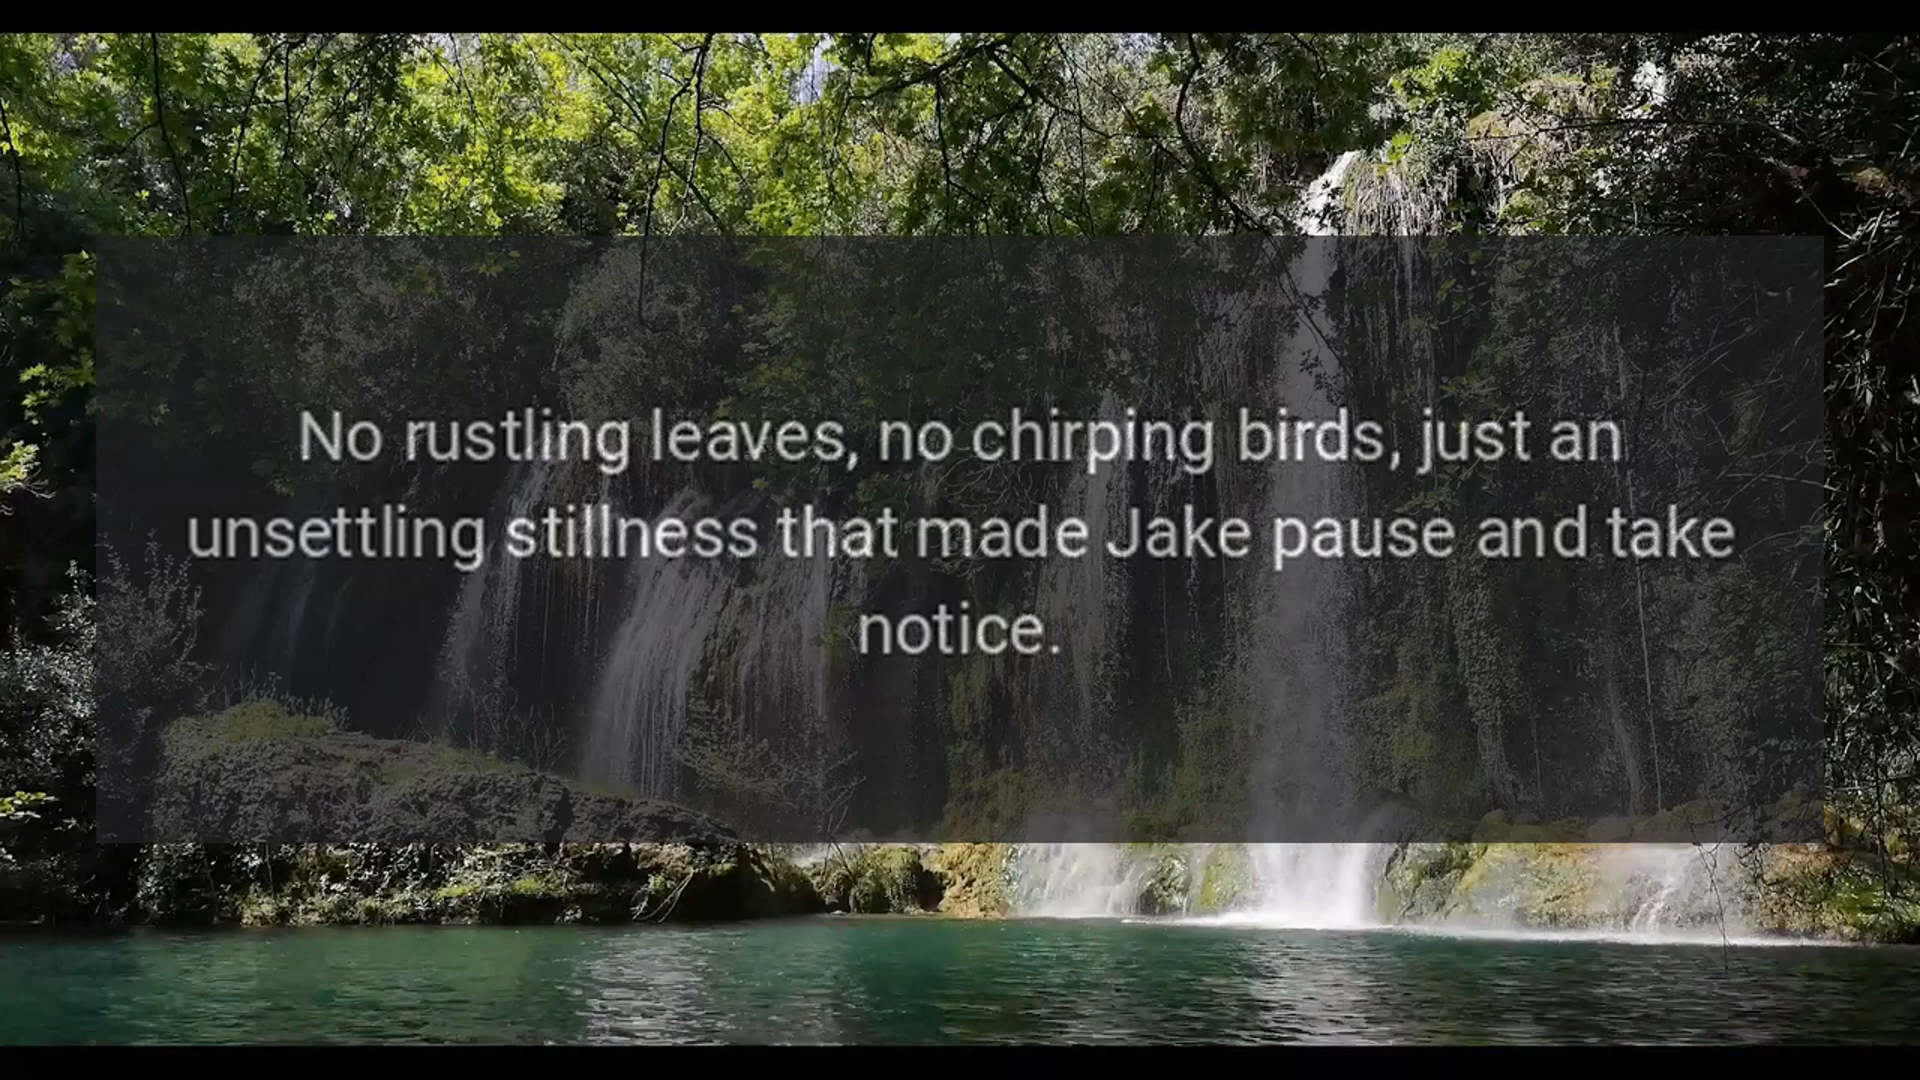 No rustling leaves, no chirping birds, just an
unsettling stillness that made Jake pause and take
notice.